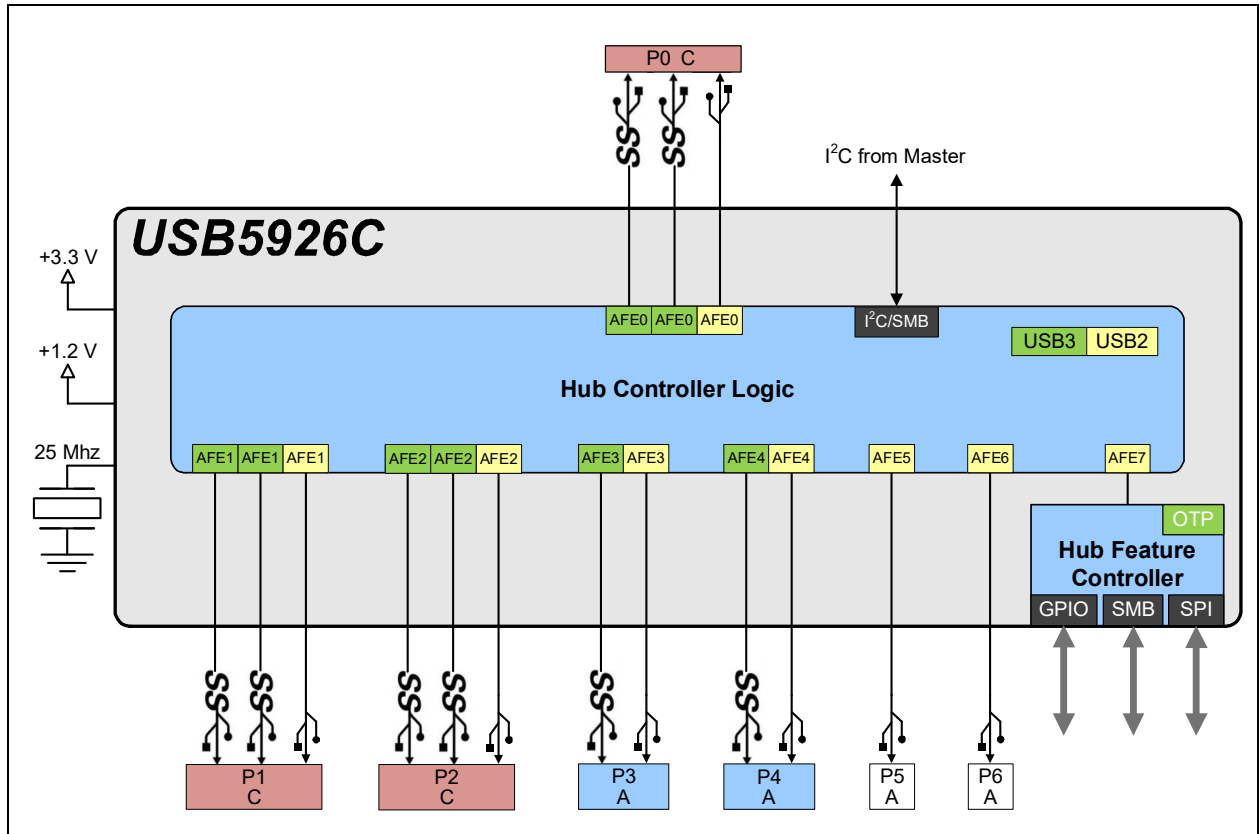 P0 C
SS SS
I²C from Master
USB5926C
+3.3 V
AFE0 AFE0 AFE0
I²C/SMB
USB3 USB2
+1.2 V
Hub Controller Logic
25 Mhz
AFE1 AFE1 AFE1
AFE2 AFE2 AFE2
AFE3 AFE3
AFE4 AFE4
AFE5
AFE6
AFE7
OTP
Hub Feature
Controller
GPIO SMB SPI
SS SS
SS SS
SS
SS
P1
C
P2
C
P3
A
P4
A
P5
A
P6
A